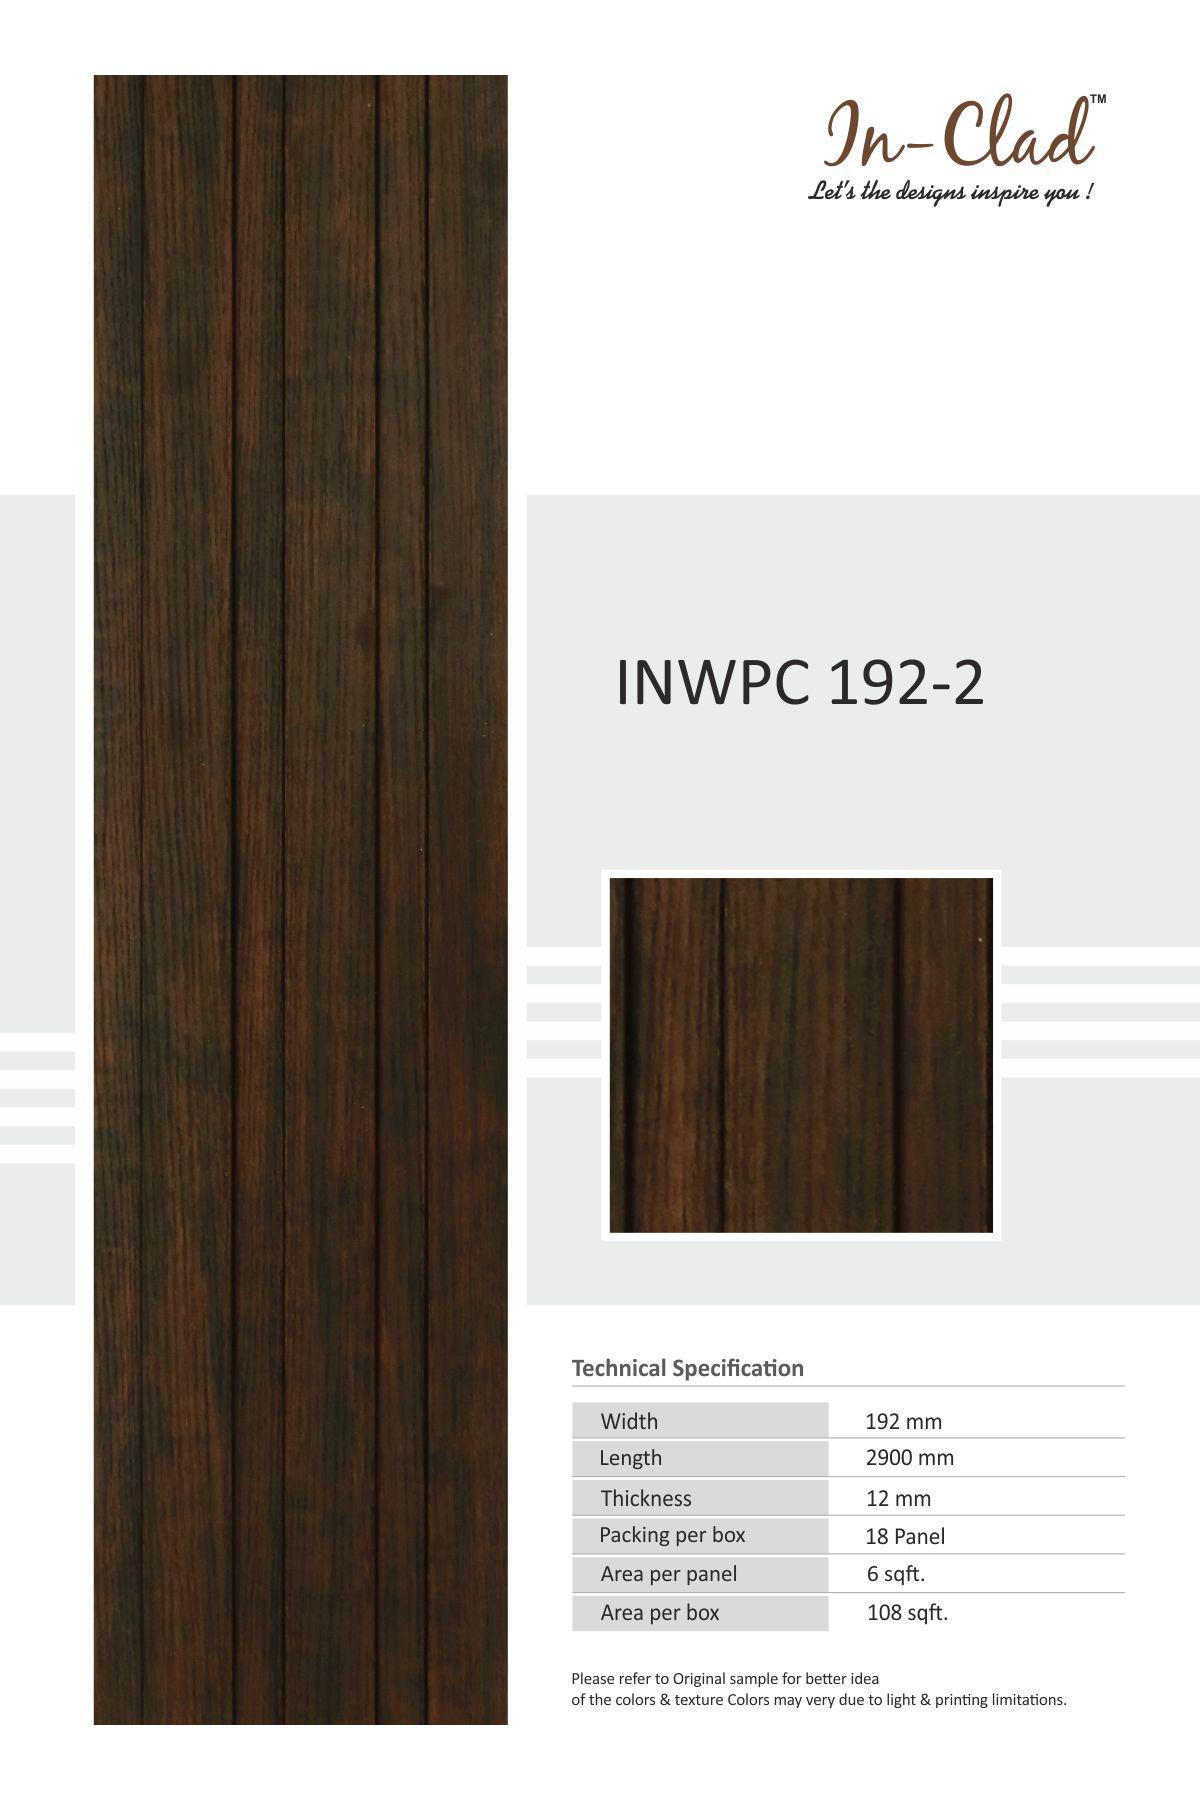 In-Clad™
Let's the designs inspire you !
INWPC 192-2
Technical Specification
Width 192 mm
Length 2900 mm
Thickness 12 mm
Packing per box 18 Panel
Area per panel 6 sqft.
Area per box 108 sqft.
Please refer to Original sample for better idea
of the colors & texture Colors may very due to light & printing limitations.